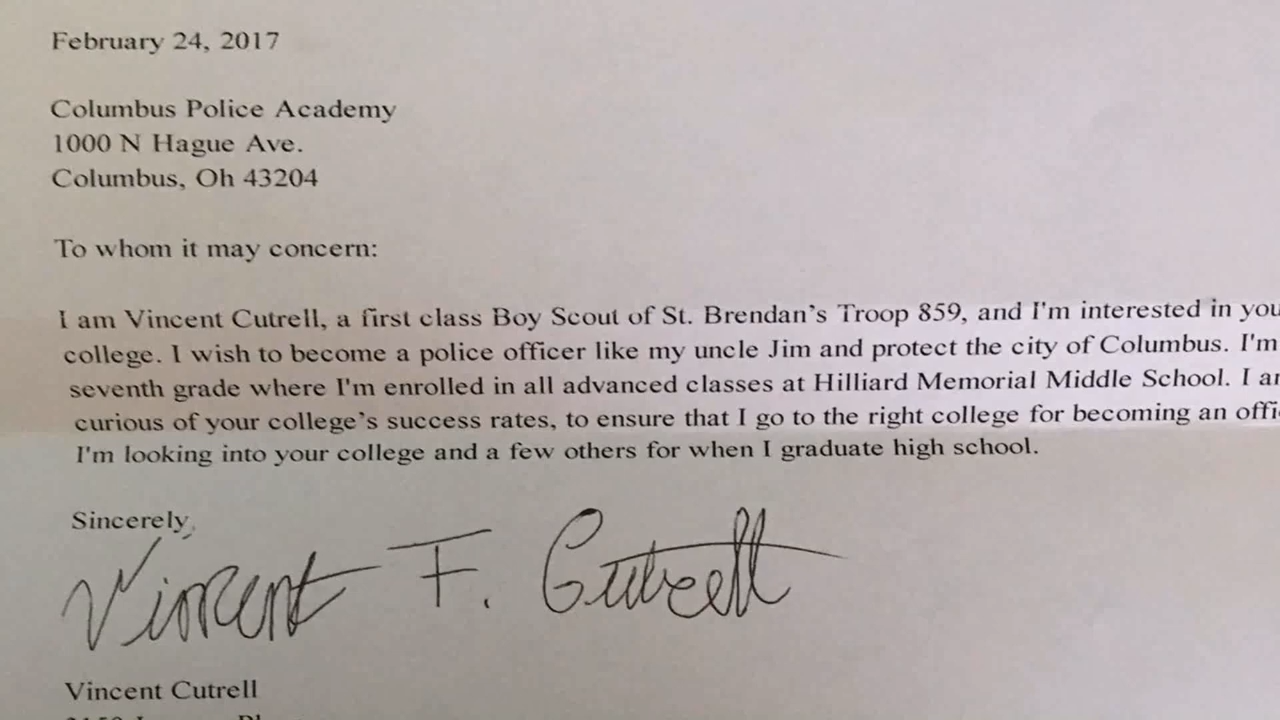 February 24, 2017
Columbus Police Academy
1000 N Hague Ave.
Columbus, Oh 43204
To whom it may concern:
I am Vincent Cutrell, a first class Boy Scout of St. Brendan's Troop 859, and I'm interested in
college. I wish to become a police officer like my uncle Jim and protect the city of Columbus. I'm
seventh grade where I'm enrolled in all advanced classes at Hilliard Memorial Middle School. I
curious of your college's success rates, to ensure that I go to the right college for becoming an
I'm looking into your college and a few others for when I graduate high school.
Sincerely,
Vincent F. Cutrell
Vincent Cutrell